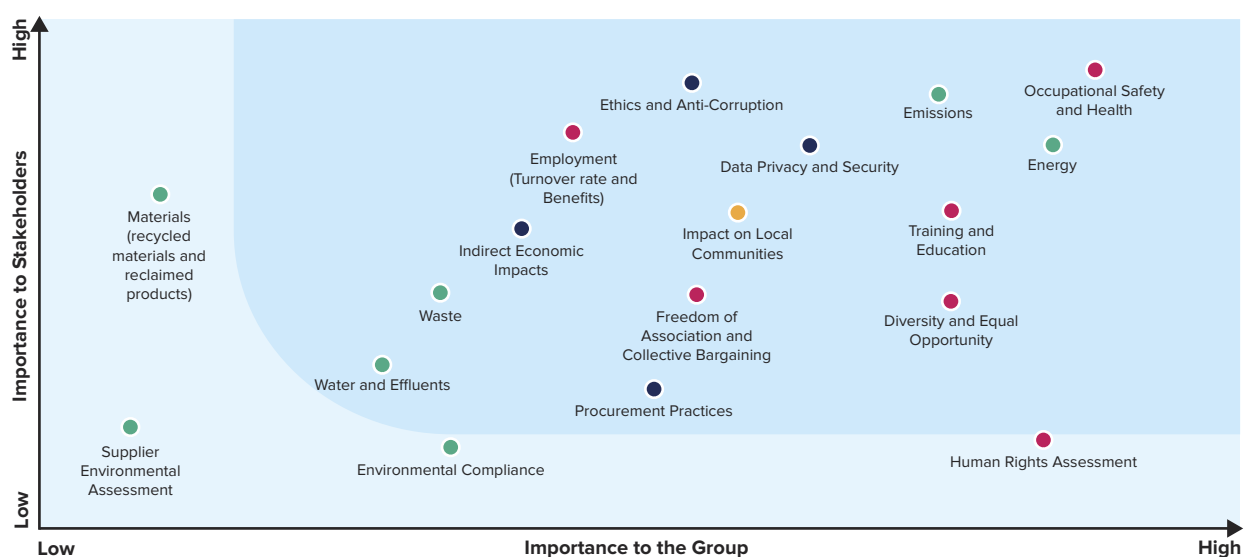 High
Importance to Stakeholders
Low
Ethics and Anti-Corruption
Emissions
Occupational Safety
and Health
Employment
(Turnover rate and
Benefits)
Data Privacy and Security
Energy
Materials
(recycled
materials and
reclaimed
products)
Indirect Economic
Impacts
Impact on Local
Communities
Training and
Education
Waste
Freedom of
Association and
Collective Bargaining
Diversity and Equal
Opportunity
Water and Effluents
Procurement Practices
Supplier
Environmental
Assessment
Environmental Compliance
Human Rights Assessment
Low
Importance to the Group
High